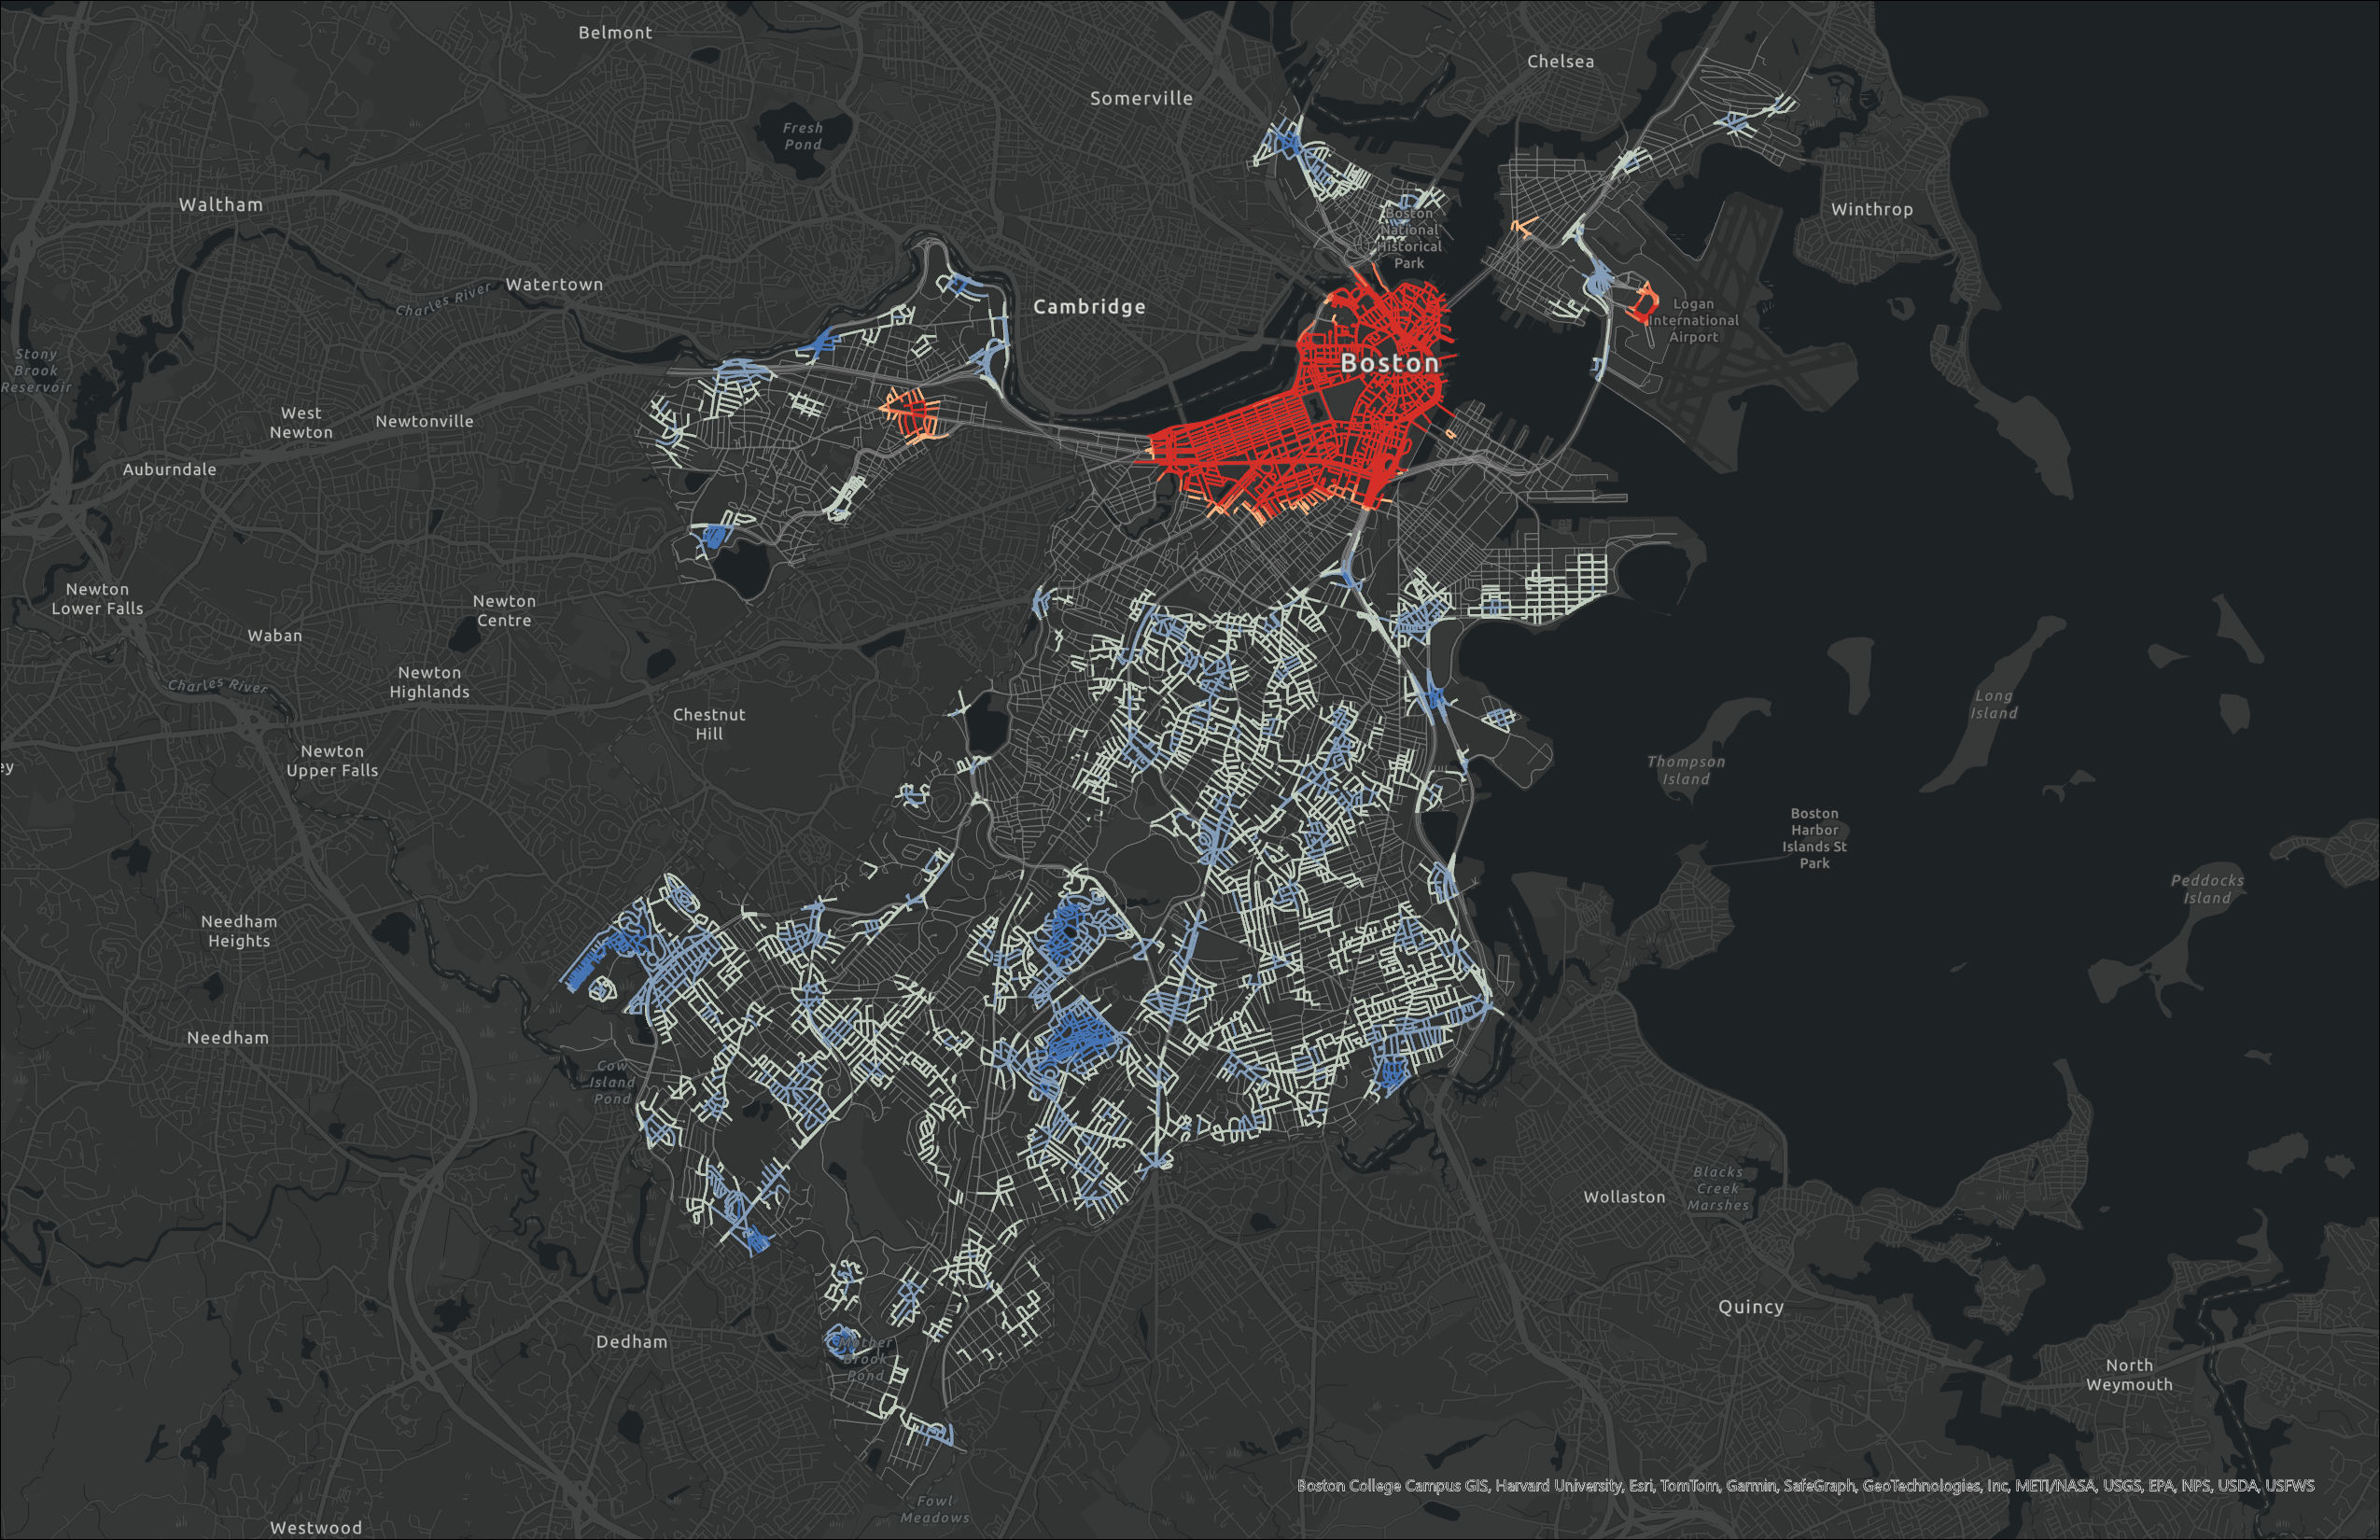 Belmont
Chelsea
Somerville
Fresh
Pond
Waltham
Winthrop
Boston
National
Historical
Park
Watertown
Charles River
Cambridge
Logan
International
Airport
Stony
Brook
Reservoir
Boston
West
Newton
Newtonville
Auburndale
Newton
Lower Falls
Newton
Centre
Waban
Newton
Highlands
Charles River
Long
Island
Chestnut
Hill
Newton
Upper Falls
ey
Thompson
Island
Boston
Harbor
Islands St
Park
Peddocks
Island
Needham
Heights
Needham
Cow
Island
Pond
Blacks
Creek
Marshes
Wollaston
Quincy
Dedham
Mother
Brook
Pond
North
Weymouth
Boston College Campus GIS, Harvard University, Esri, TomTom, Garmin, SafeGraph, GeoTechnologies, Inc, METI/NASA, USGS, EPA, NPS, USDA, USFWS
Fowl
Meadows
Westwood